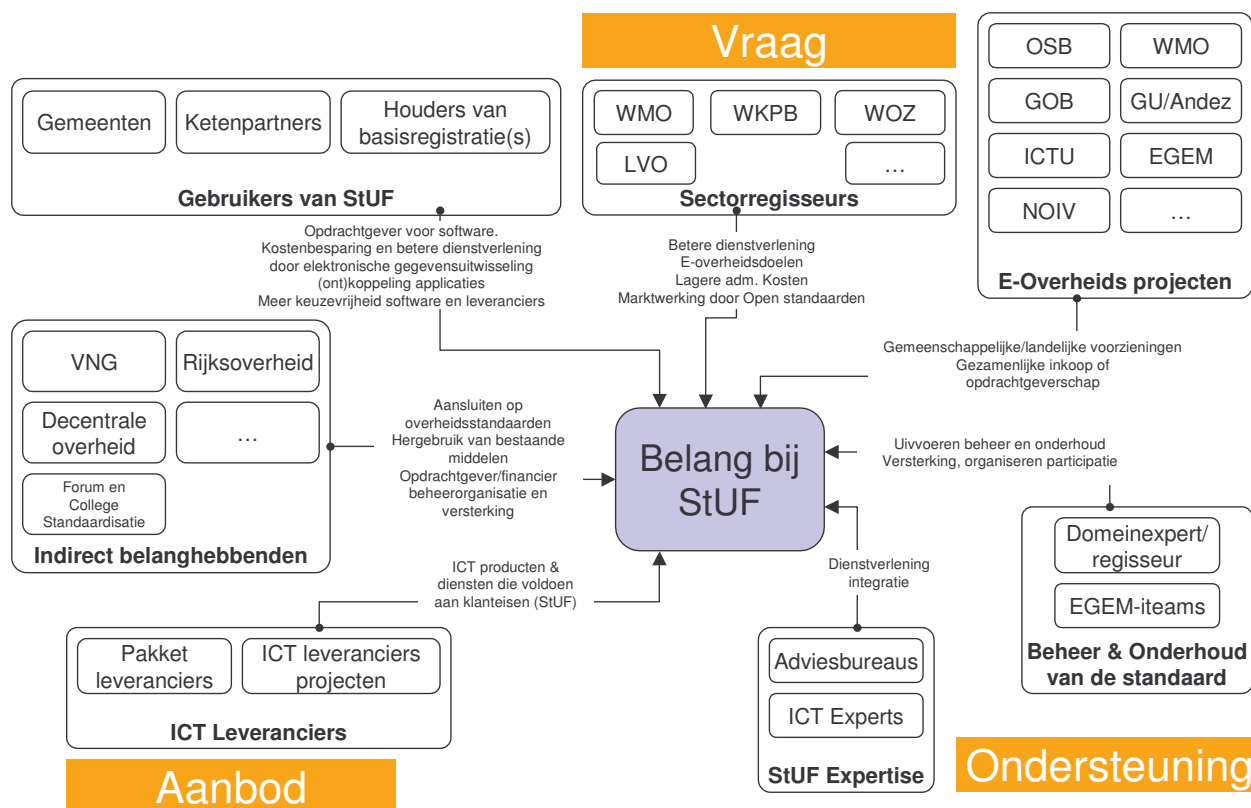 Vraag
Gemeenten
Ketenpartners
Houders van
basisregistratie(s)
Gebruikers van StUF
WMO
WKPB
WOZ
LVO
…
Sectorregisseurs
OSB
WMO
GOB
GU/Andez
ICTU
EGEM
NOIV
…
E-Overheids projecten
Opdrachtgever voor software.
Kostenbesparing en betere dienstverlening
door elektronische gegevensuitwisseling
(ont)koppeling applicaties
Meer keuzevrijheid software en leveranciers
Betere dienstverlening
E-overheidsdoelen
Lagere adm. Kosten
Marktwerking door Open standaarden
Gemeenschappelijke/landelijke voorzieningen
Gezamenlijke inkoop of
opdrachtgeverschap
VNG
Rijksoverheid
Decentrale
overheid
…
Forum en
College
Standaardisatie
Indirect belanghebbenden
Aansluiten op
overheidsstandaarden
Hergebruik van bestaande
middelen
Opdrachtgever/financier
beheerorganisatie en
versterking
Belang bij
StUF
Uivvoeren beheer en onderhoud
Versterking, organiseren participatie
Domeinexpert/
regisseur
EGEM-iteams
Beheer & Onderhoud
van de standaard
ICT producten &
diensten die voldoen
aan klanteisen (StUF)
Dienstverlening
integratie
Pakket
leveranciers
ICT leveranciers
projecten
ICT Leveranciers
Adviesbureaus
ICT Experts
StUF Expertise
Aanbod
Ondersteuning